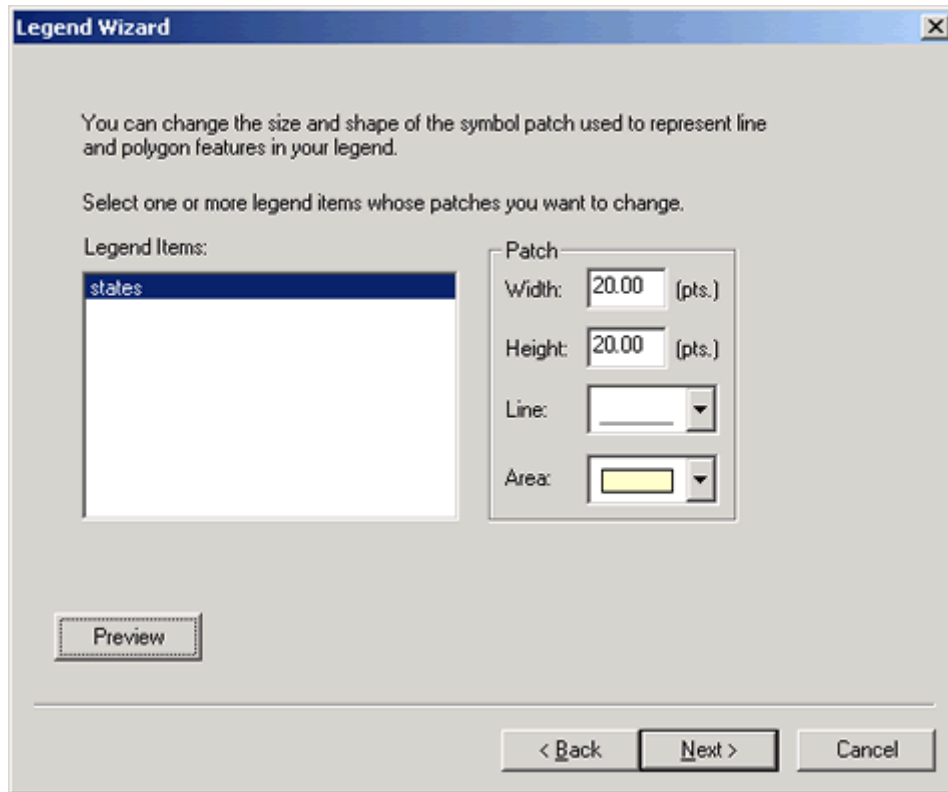 Legend Wizard
You can change the size and shape of the symbol patch used to represent line
and polygon features in your legend.
Select one or more legend items whose patches you want to change.
Legend Items:
states
Patch
Width: 20.00 (pts.)
Height: 20.00 (pts.)
Line:
Area:
Preview
< Back Next > Cancel